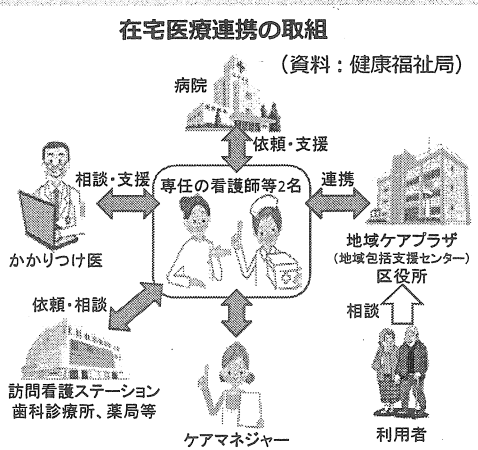 在宅医療連携の取組
（資料：健康福祉局）
病院
依頼・支援
相談・支援
専任の看護師等2名
連携
かかりつけ医
地域ケアプラザ
（地域包括支援センター）
区役所
依頼・相談
相談
訪問看護ステーション
歯科診療所、薬局等
ケアマネジャー
利用者